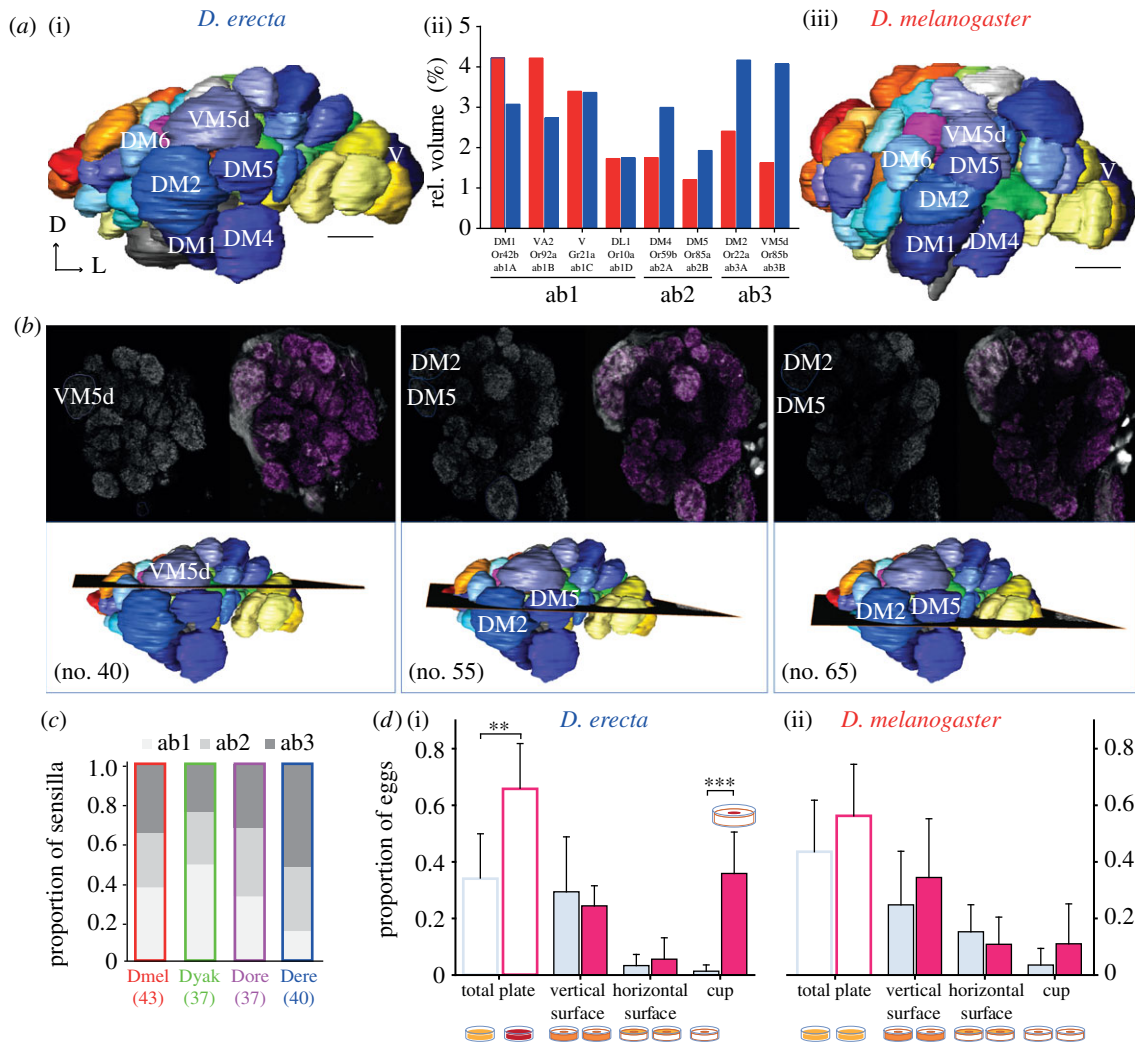 (a) (i) D. erecta
VM5d
DM6
DM2
DM5
V
DM1
DM4
D
L
(ii)
rel. volume (%)
5
4
3
2
1
0
DM1 VA2 V DL1 DM4 DM5 DM2 VM5d
Or42b Or92a Gr21a Or10a Or59b Or85a Or22a Or85b
ab1A ab1B ab1C ab1D ab2A ab2B ab3A ab3B
ab1 ab2 ab3
(iii) D. melanogaster
VM5d
DM6
DM5
V
DM2
DM1
DM4
(b)
VM5d
DM2
DM5
DM2
DM5
VM5d
(no. 40)
DM5
DM2
(no. 55)
DM2 DM5
(no. 65)
(c)
ab1 ab2 ab3
proportion of sensilla
1.0
0.8
0.6
0.4
0.2
0
Dmel Dyak Dore Dere
(43) (37) (37) (40)
(d) (i) D. erecta
proportion of eggs
0.8
0.6
0.4
0.2
0
**
***
total plate vertical surface horizontal surface cup
(ii) D. melanogaster
0.8
0.6
0.4
0.2
0
total plate vertical surface horizontal surface cup